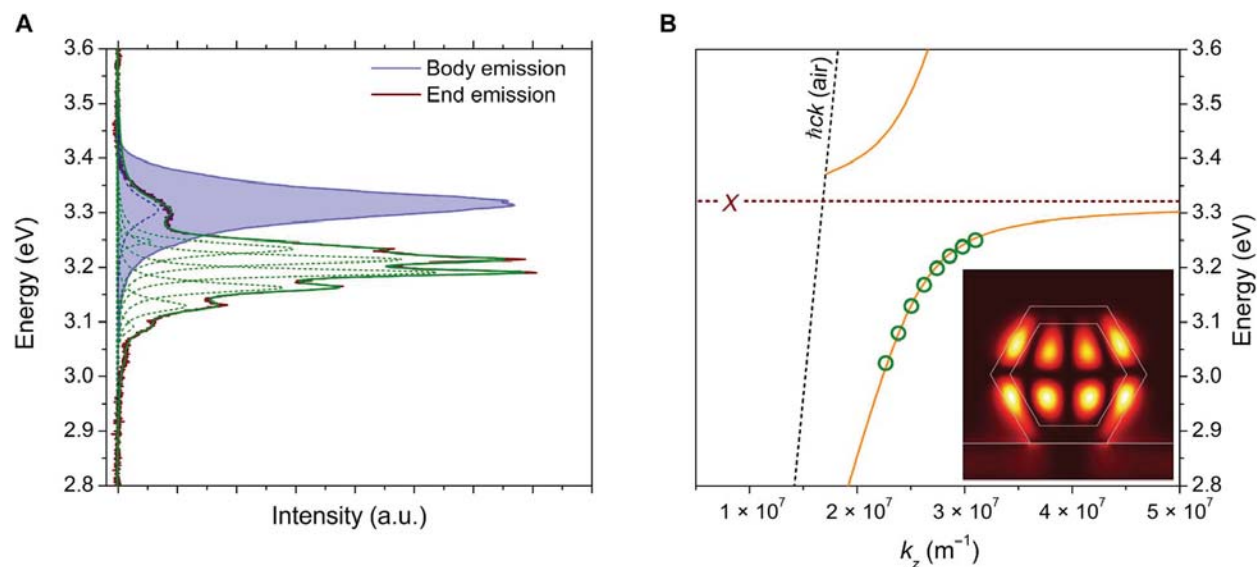 A
3.6
3.5
3.4
3.3
3.2
3.1
3.0
2.9
2.8
Energy (eV)
Body emission
End emission
Intensity (a.u.)
B
ħck (air)
X
3.6
3.5
3.4
3.3
3.2
3.1
3.0
2.9
2.8
Energy (eV)
1 × 10⁷
2 × 10⁷
3 × 10⁷
4 × 10⁷
5 × 10⁷
k_z (m⁻¹)